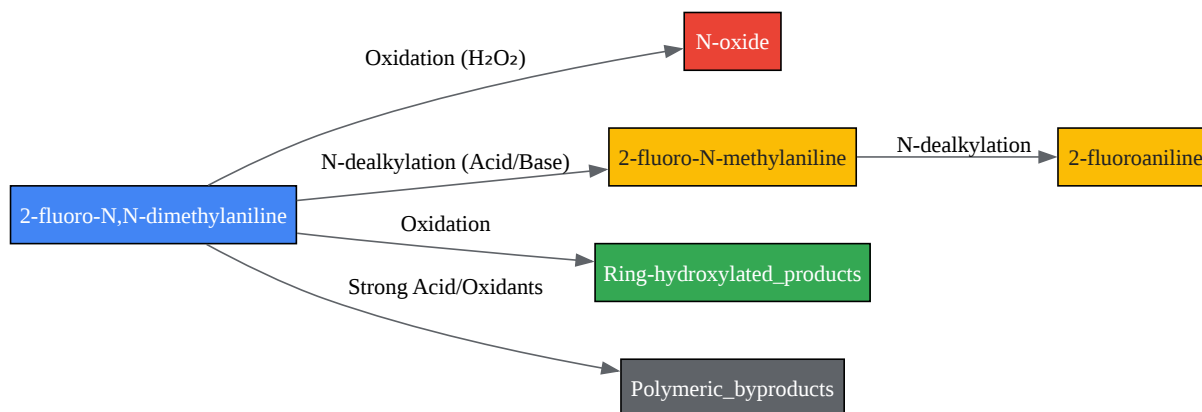 N-oxide
Oxidation (H₂O₂)
2-fluoro-N-methylaniline
N-dealkylation
2-fluoroaniline
N-dealkylation (Acid/Base)
2-fluoro-N,N-dimethylaniline
Oxidation
Ring-hydroxylated_products
Strong Acid/Oxidants
Polymeric_byproducts